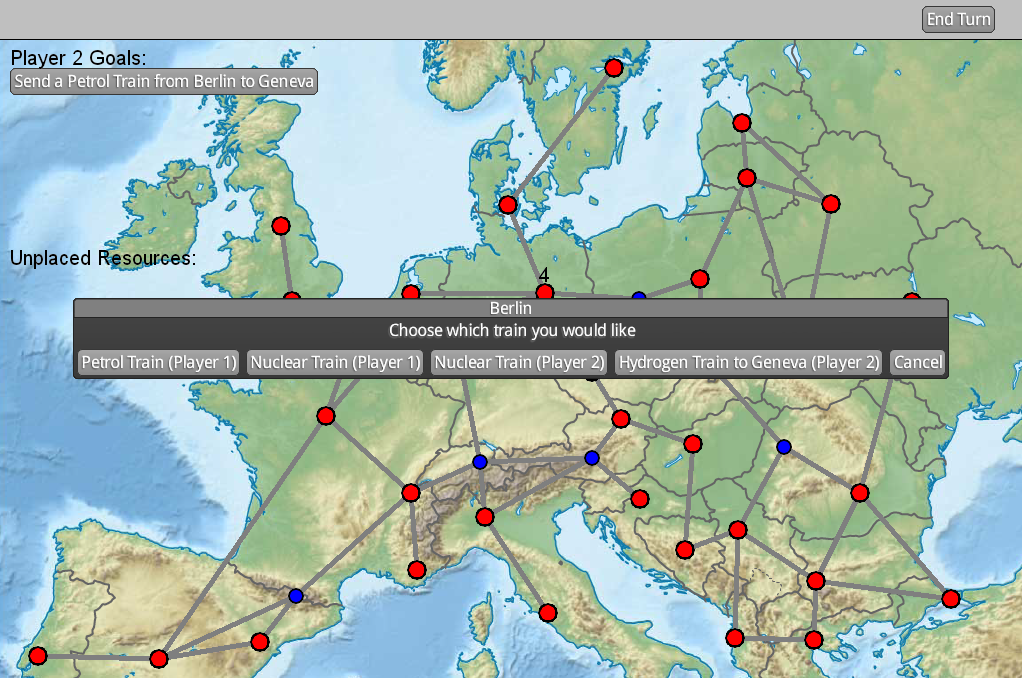 End Turn
Player 2 Goals:
Send a Petrol Train from Berlin to Geneva
Unplaced Resources:
4
Berlin
Choose which train you would like
Petrol Train (Player 1) Nuclear Train (Player 1) Nuclear Train (Player 2) Hydrogen Train to Geneva (Player 2) Cancel